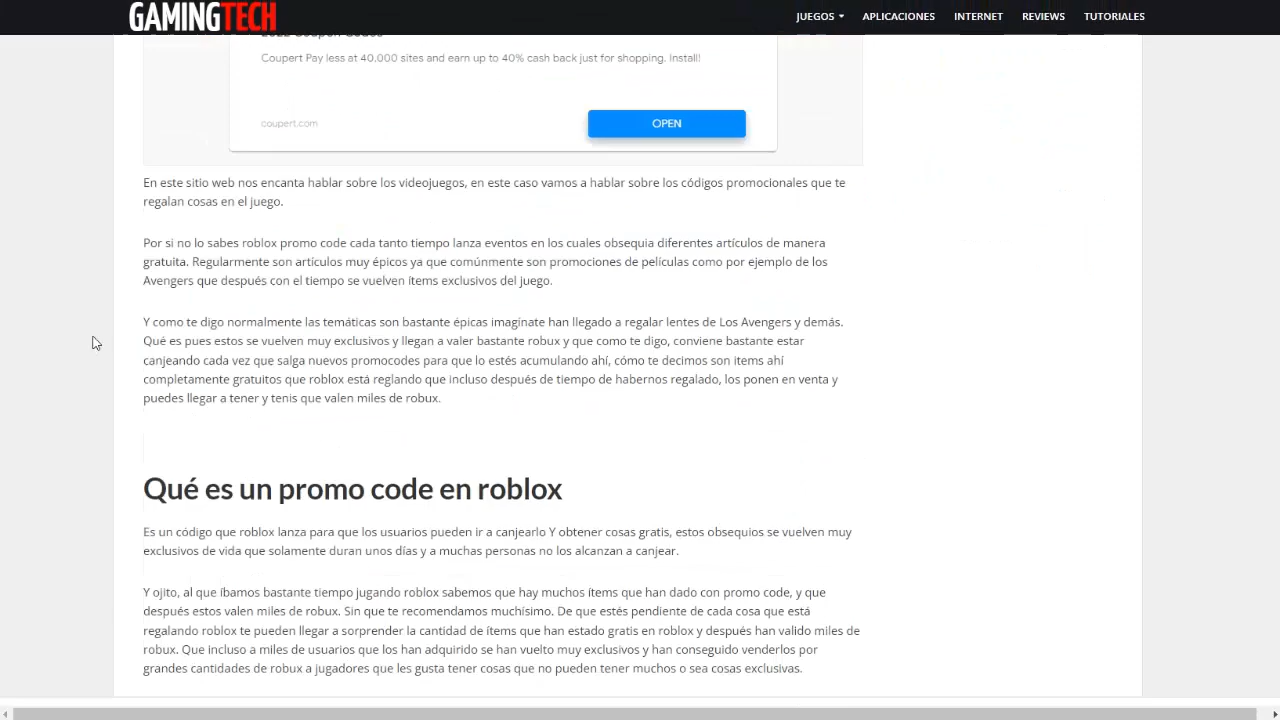 GAMINGTECH
JUEGOS APLICACIONES INTERNET REVIEWS TUTORIALES
2022 Coupon Codes
Coupert Pay less at 40.000 sites and earn up to 40% cash back just for shopping. Install!
coupert.com
OPEN
En este sitio web nos encanta hablar sobre los videojuegos, en este caso vamos a hablar sobre los códigos promocionales que te
regalan cosas en el juego.
Por si no lo sabes roblox promo code cada tanto tiempo lanza eventos en los cuales obsequia diferentes artículos de manera
gratuita. Regularmente son artículos muy épicos ya que comúnmente son promociones de películas como por ejemplo de los
Avengers que después con el tiempo se vuelven ítems exclusivos del juego.
Y como te digo normalmente las temáticas son bastante épicas imagínate han llegado a regalar lentes de Los Avengers y demás.
Qué es pues estos se vuelven muy exclusivos y llegan a valer bastante robux y que como te digo, conviene bastante estar
canjeando cada vez que salga nuevos promocodes para que lo estés acumulando ahí, cómo te decimos son items ahí
completamente gratuitos que roblox está reglando que incluso después de tiempo de habernos regalado, los ponen en venta y
puedes llegar a tener y tenis que valen miles de robux.
Qué es un promo code en roblox
Es un código que roblox lanza para que los usuarios pueden ir a canjearlo Y obtener cosas gratis, estos obsequios se vuelven muy
exclusivos de vida que solamente duran unos días y a muchas personas no los alcanzan a canjear.
Y ojito, al que íbamos bastante tiempo jugando roblox sabemos que hay muchos ítems que han dado con promo code, y que
después estos valen miles de robux. Sin que te recomendamos muchísimo. De que estés pendiente de cada cosa que está
regalando roblox te pueden llegar a sorprender la cantidad de ítems que han estado gratis en roblox y después han valido miles de
robux. Que incluso a miles de usuarios que los han adquirido se han vuelto muy exclusivos y han conseguido venderlos por
grandes cantidades de robux a jugadores que les gusta tener cosas que no pueden tener muchos o sea cosas exclusivas.